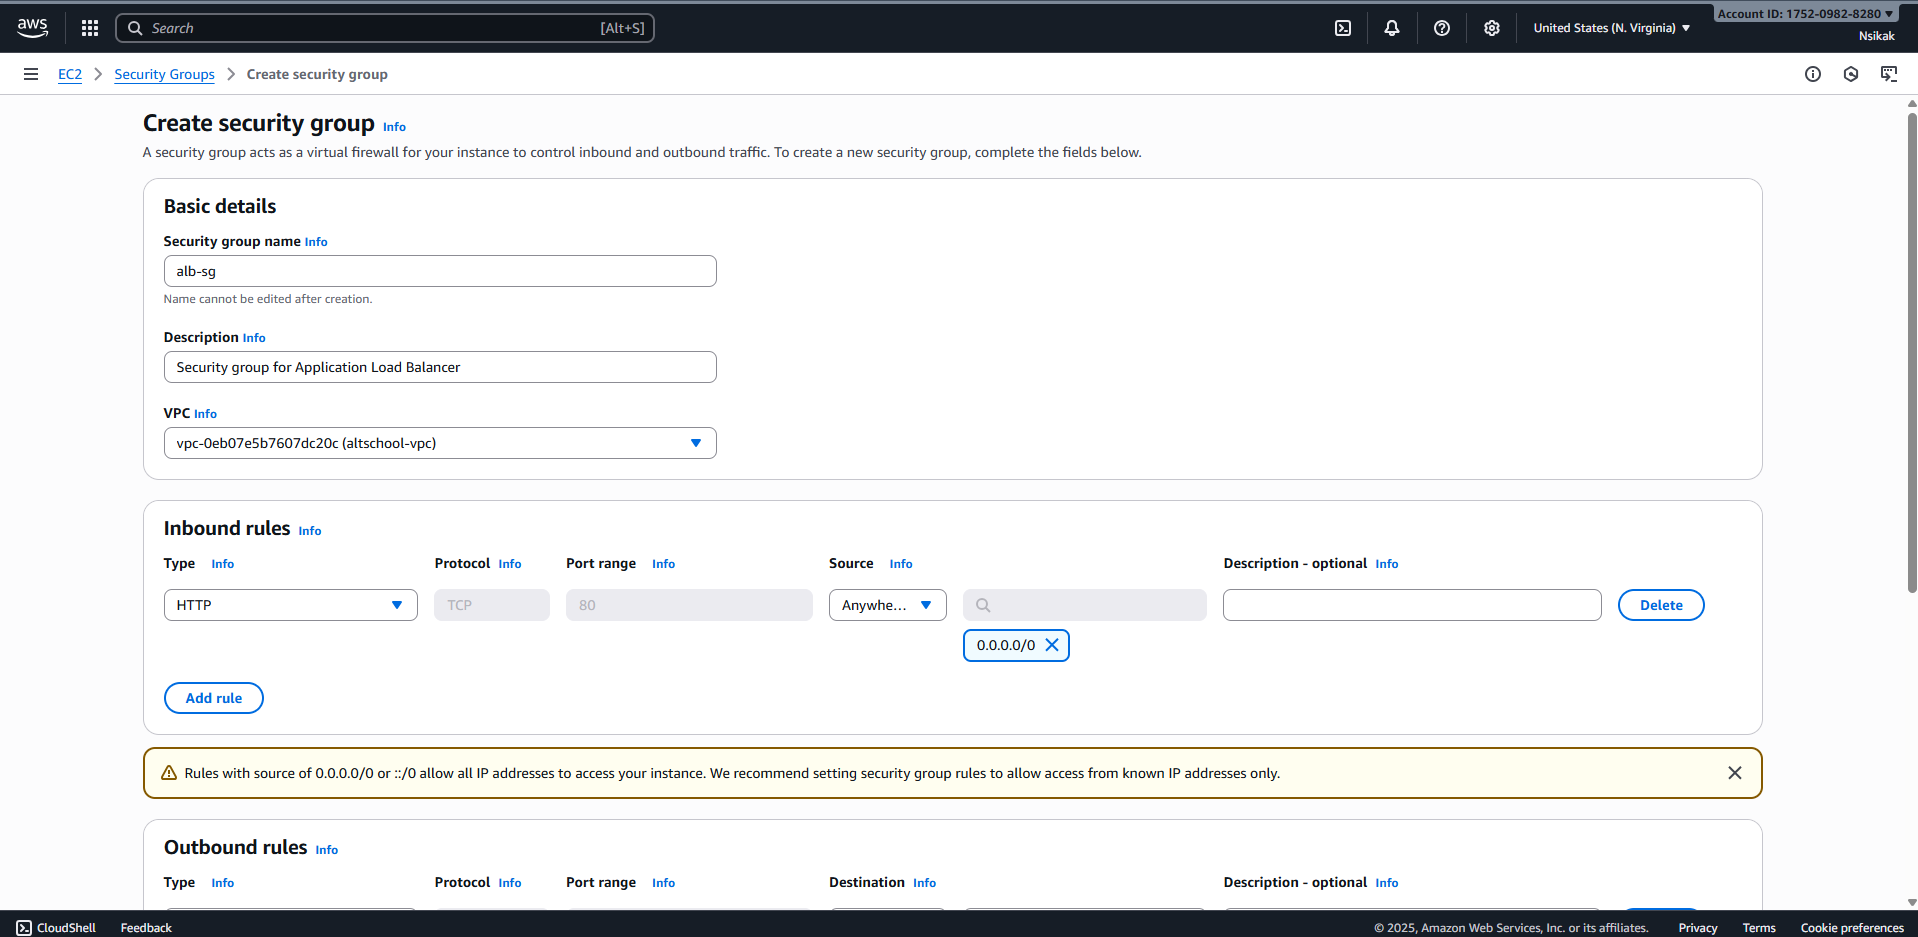 aws
Search [Alt+S]
United States (N. Virginia)
Account ID: 1752-0982-8280
Nsikak
EC2 Security Groups Create security group
Create security group Info
A security group acts as a virtual firewall for your instance to control inbound and outbound traffic. To create a new security group, complete the fields below.
Basic details
Security group name Info
alb-sg
Name cannot be edited after creation.
Description Info
Security group for Application Load Balancer
VPC Info
vpc-0eb07e5b7607dc20c (altschool-vpc)
Inbound rules Info
Type Info Protocol Info Port range Info Source Info Description - optional Info
HTTP TCP 80 Anywhe... Delete
0.0.0.0/0
Add rule
Rules with source of 0.0.0.0/0 or ::/0 allow all IP addresses to access your instance. We recommend setting security group rules to allow access from known IP addresses only.
Outbound rules Info
Type Info Protocol Info Port range Info Destination Info Description - optional Info
CloudShell Feedback © 2025, Amazon Web Services, Inc. or its affiliates. Privacy Terms Cookie preferences